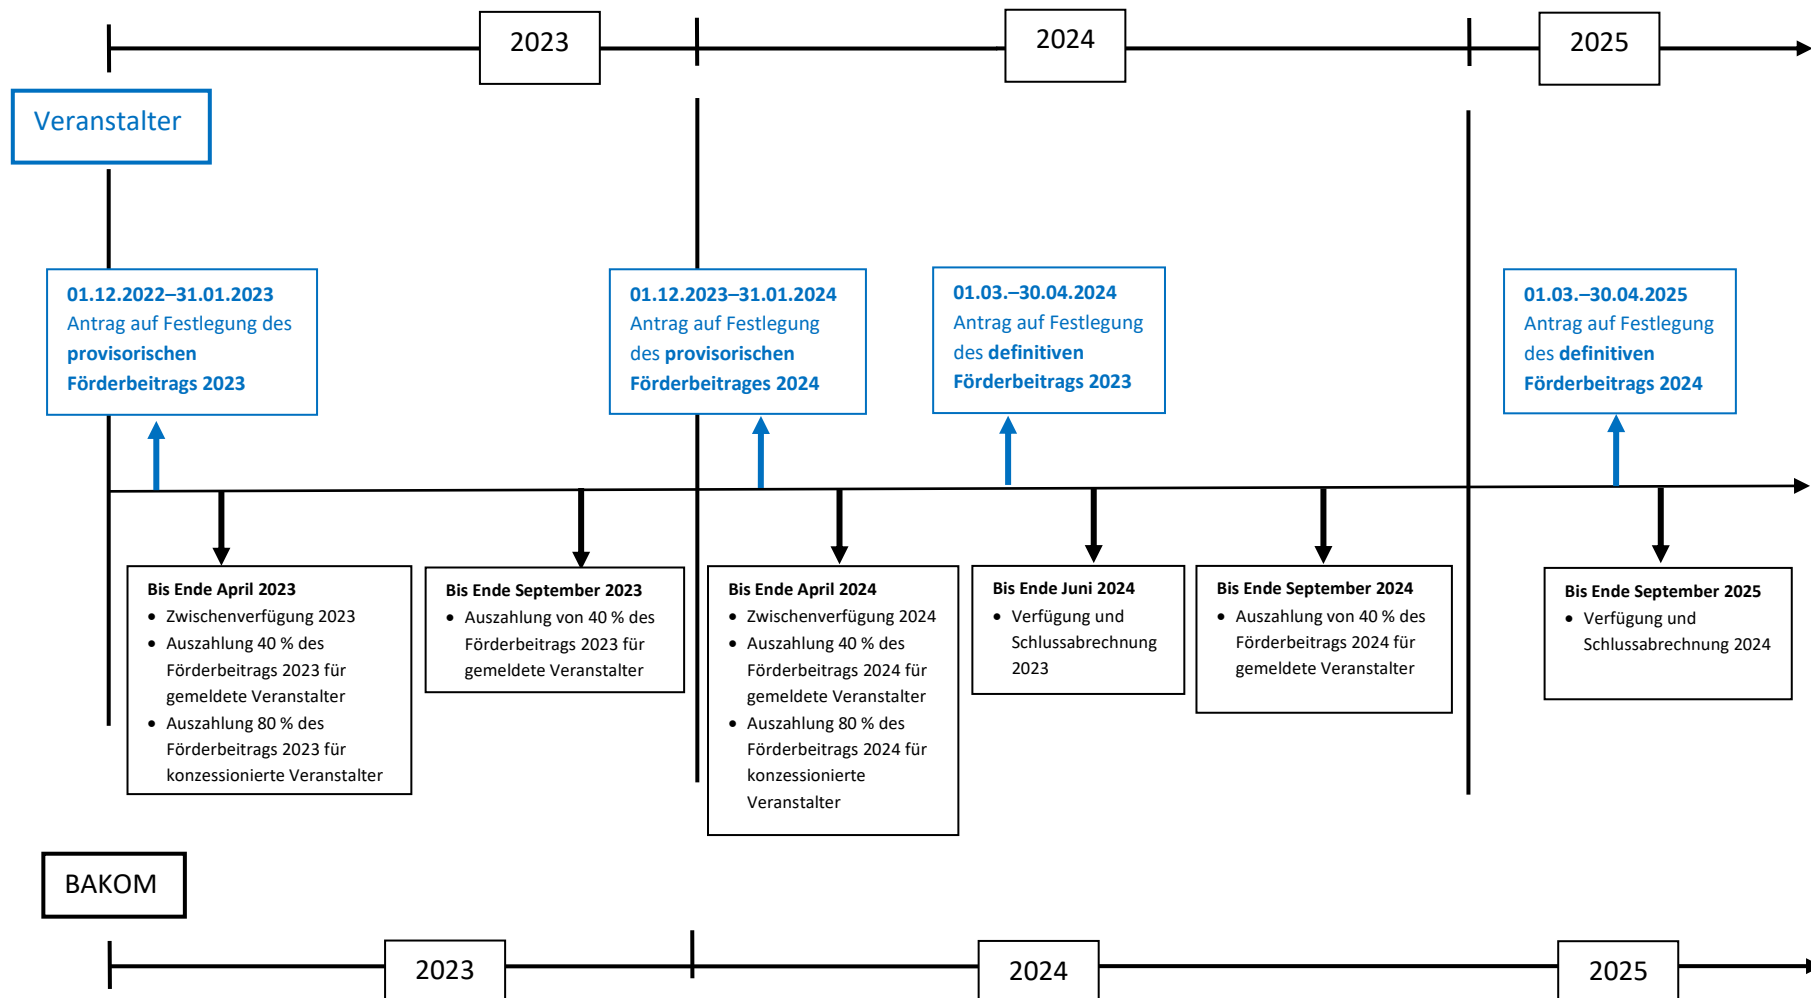 2023
2024
2025
Veranstalter
01.12.2022–31.01.2023
Antrag auf Festlegung des
provisorischen
Förderbeitrags 2023
01.12.2023–31.01.2024
Antrag auf Festlegung
des provisorischen
Förderbeitrages 2024
01.03.–30.04.2024
Antrag auf Festlegung
des definitiven
Förderbeitrags 2023
01.03.–30.04.2025
Antrag auf Festlegung
des definitiven
Förderbeitrags 2024
Bis Ende April 2023
• Zwischenverfügung 2023
• Auszahlung 40 % des
Förderbeitrags 2023 für
gemeldete Veranstalter
• Auszahlung 80 % des
Förderbeitrags 2023 für
konzessionierte Veranstalter
Bis Ende September 2023
• Auszahlung von 40 % des
Förderbeitrags 2023 für
gemeldete Veranstalter
Bis Ende April 2024
• Zwischenverfügung 2024
• Auszahlung 40 % des
Förderbeitrags 2024 für
gemeldete Veranstalter
• Auszahlung 80 % des
Förderbeitrags 2024 für
konzessionierte
Veranstalter
Bis Ende Juni 2024
• Verfügung und
Schlussabrechnung
2023
Bis Ende September 2024
• Auszahlung von 40 % des
Förderbeitrags 2024 für
gemeldete Veranstalter
Bis Ende September 2025
• Verfügung und
Schlussabrechnung 2024
BAKOM
2023
2024
2025